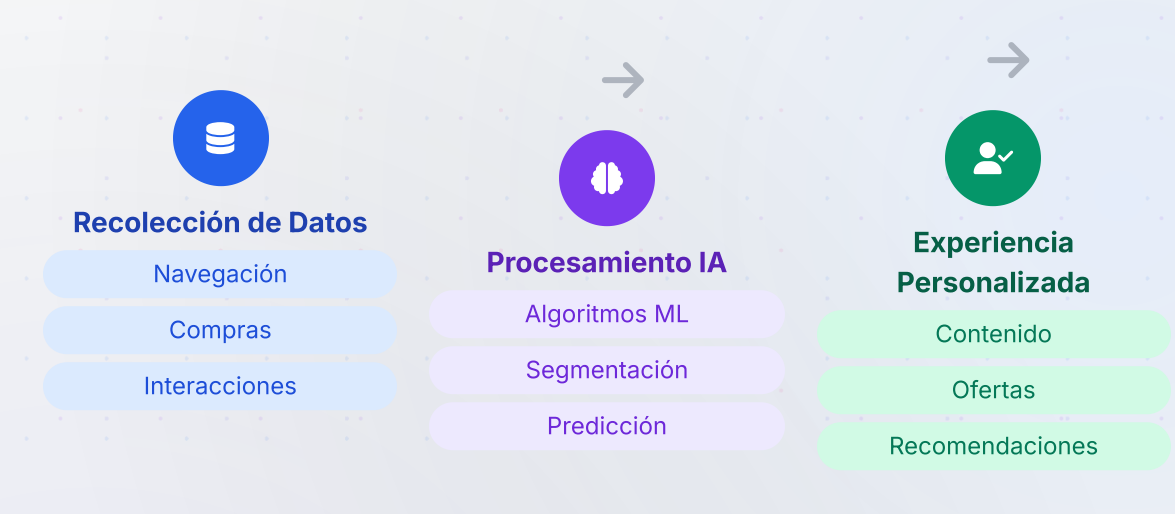 Recolección de Datos
Navegación
Compras
Interacciones
Procesamiento IA
Algoritmos ML
Segmentación
Predicción
Experiencia
Personalizada
Contenido
Ofertas
Recomendaciones